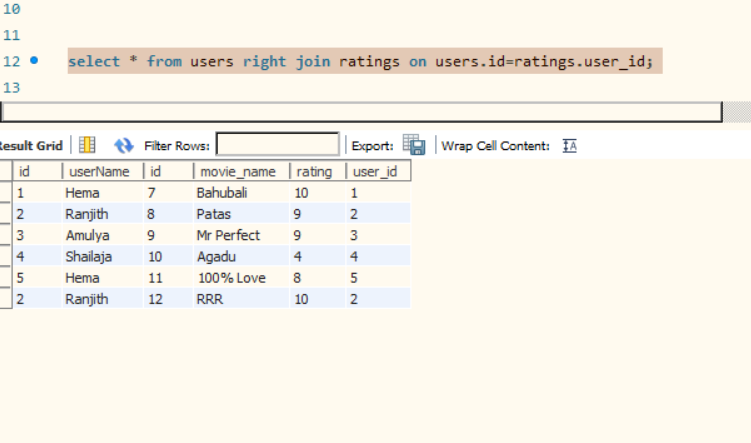 10
11
12 select * from users right join ratings on users.id=ratings.user_id;
13
Result Grid Filter Rows: Export: Wrap Cell Content: IA
id userName id movie_name rating user_id
1 Hema 7 Bahubali 10 1
2 Ranjith 8 Patas 9 2
3 Amulya 9 Mr Perfect 9 3
4 Shailaja 10 Agadu 4 4
5 Hema 11 100% Love 8 5
2 Ranjith 12 RRR 10 2